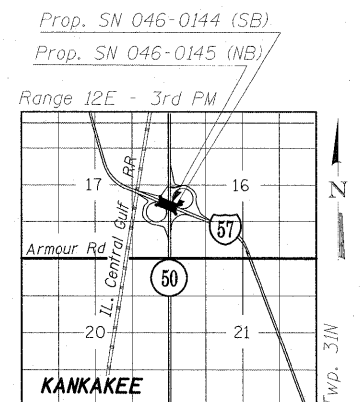 Prop. SN 046-0144 (SB)
Prop. SN 046-0145 (NB)
Range 12E - 3rd PM
17
16
N
57
Armour Rd
IL. Central Gulf RR
50
20
21
Twp. 31N
KANKAKEE